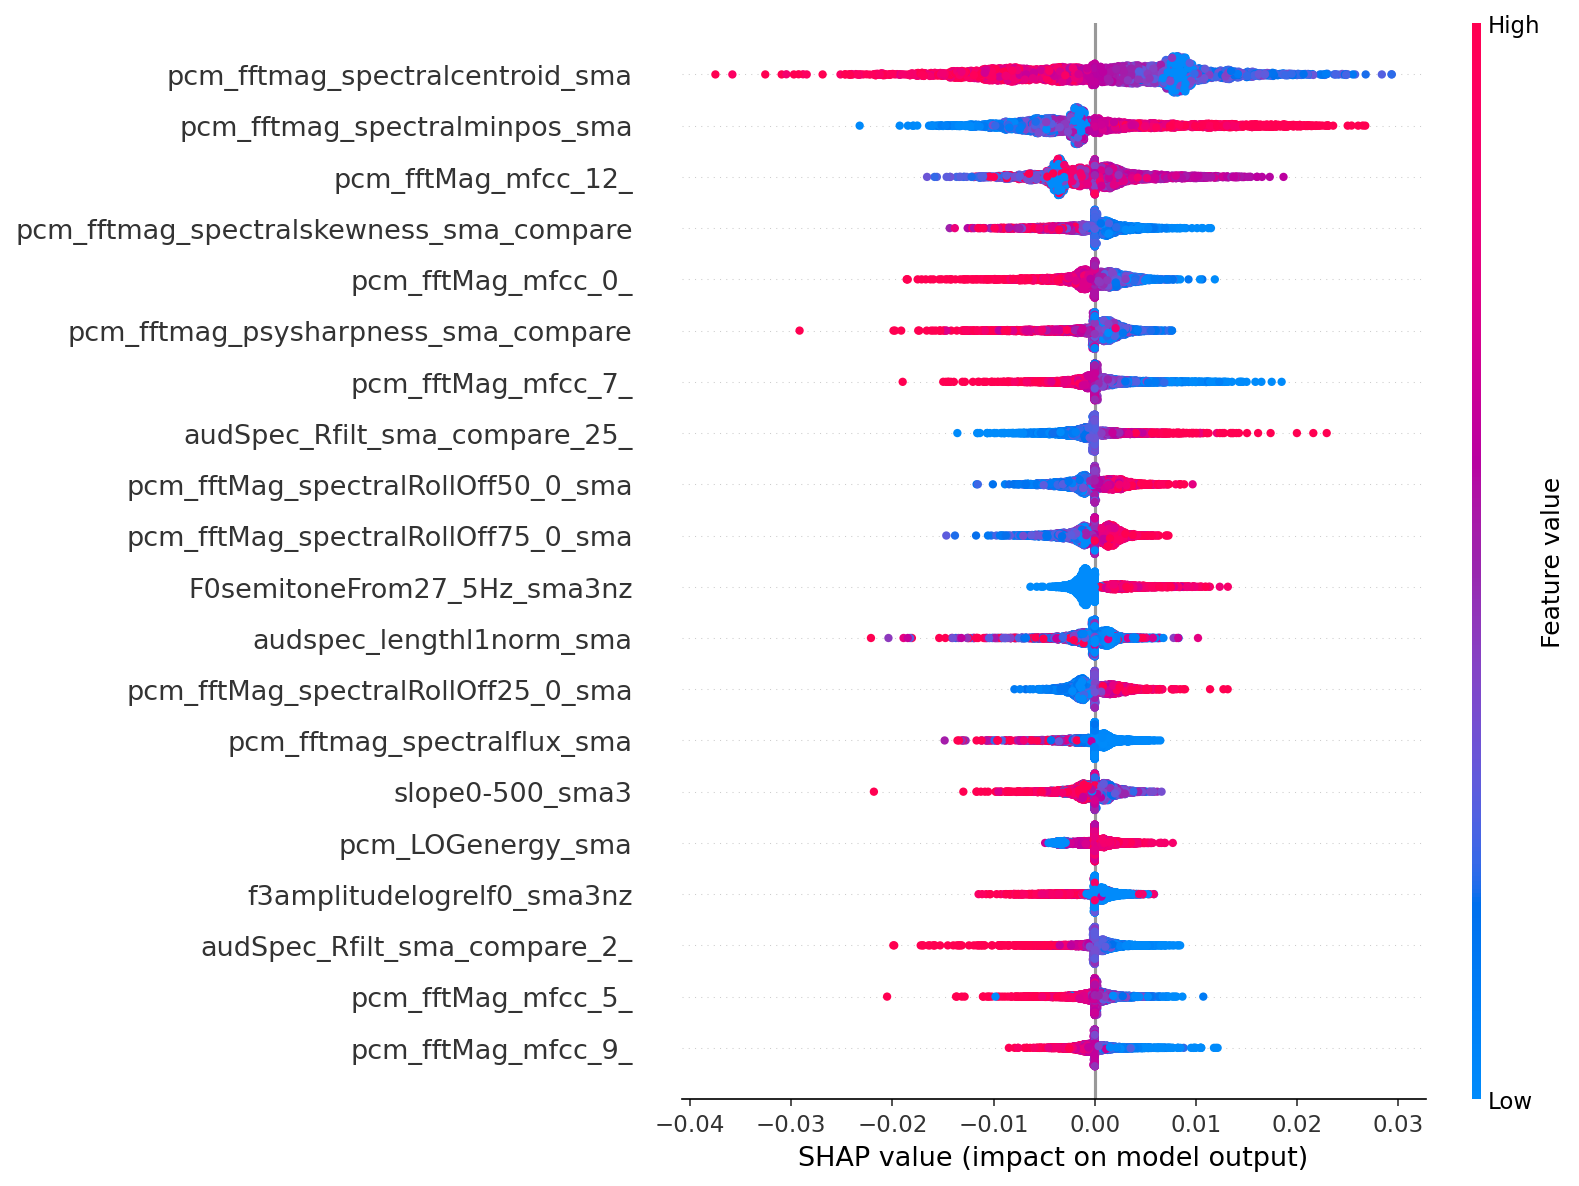 High
pcm_fftmag_spectralcentroid_sma
pcm_fftmag_spectralminpos_sma
pcm_fftMag_mfcc_12_
pcm_fftmag_spectralskewness_sma_compare
pcm_fftMag_mfcc_0_
pcm_fftmag_psysharpness_sma_compare
pcm_fftMag_mfcc_7_
audSpec_Rfilt_sma_compare_25_
pcm_fftMag_spectralRollOff50_0_sma
pcm_fftMag_spectralRollOff75_0_sma
F0semitoneFrom27_5Hz_sma3nz
audspec_lengthl1norm_sma
pcm_fftMag_spectralRollOff25_0_sma
pcm_fftmag_spectralflux_sma
slope0-500_sma3
pcm_LOGenergy_sma
f3amplitudelogrelf0_sma3nz
audSpec_Rfilt_sma_compare_2_
pcm_fftMag_mfcc_5_
pcm_fftMag_mfcc_9_
Feature value
Low
−0.04 −0.03 −0.02 −0.01 0.00 0.01 0.02 0.03
SHAP value (impact on model output)